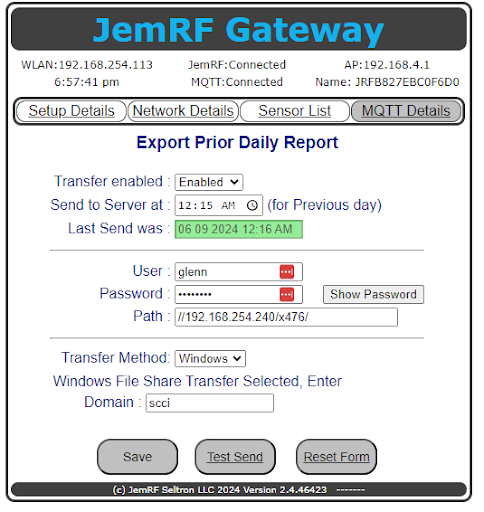 JemRF Gateway
WLAN:192.168.254.113 JemRF:Connected AP:192.168.4.1
6:57:41 pm MQTT:Connected Name: JRFB827EBC0F6D0
Setup Details Network Details Sensor List MQTT Details
Export Prior Daily Report
Transfer enabled : Enabled
Send to Server at : 12:15 AM (for Previous day)
Last Send was : 06 09 2024 12:16 AM
User : glenn
Password : •••••••• Show Password
Path : //192.168.254.240/x476/
Transfer Method: Windows
Windows File Share Transfer Selected, Enter
Domain : scci
Save Test Send Reset Form
(c) JemRF Seltron LLC 2024 Version 2.4.46423 -------